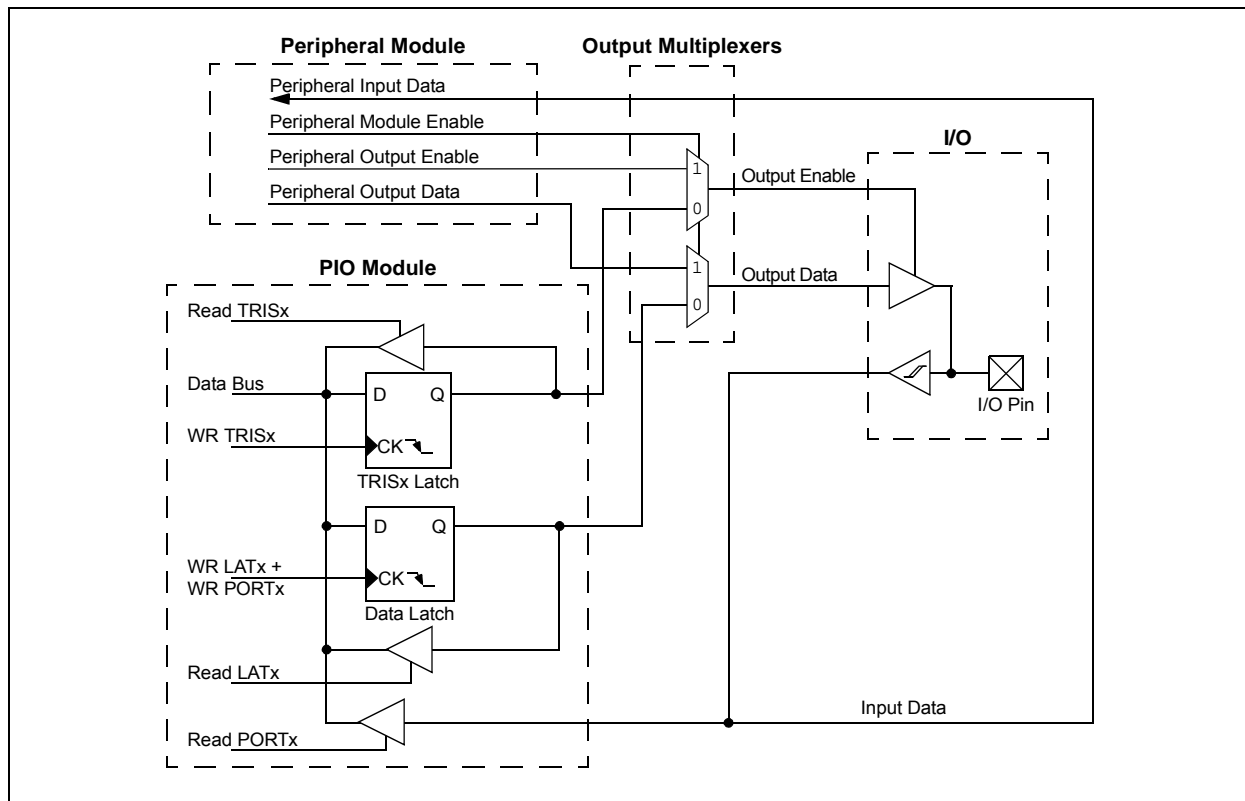 Peripheral Module
Output Multiplexers
Peripheral Input Data
Peripheral Module Enable
Peripheral Output Enable
Peripheral Output Data
1
0
1
0
Output Enable
Output Data
I/O
I/O Pin
PIO Module
Read TRISx
Data Bus
D Q
WR TRISx
CK
TRISx Latch
D Q
WR LATx +
WR PORTx
CK
Data Latch
Read LATx
Read PORTx
Input Data